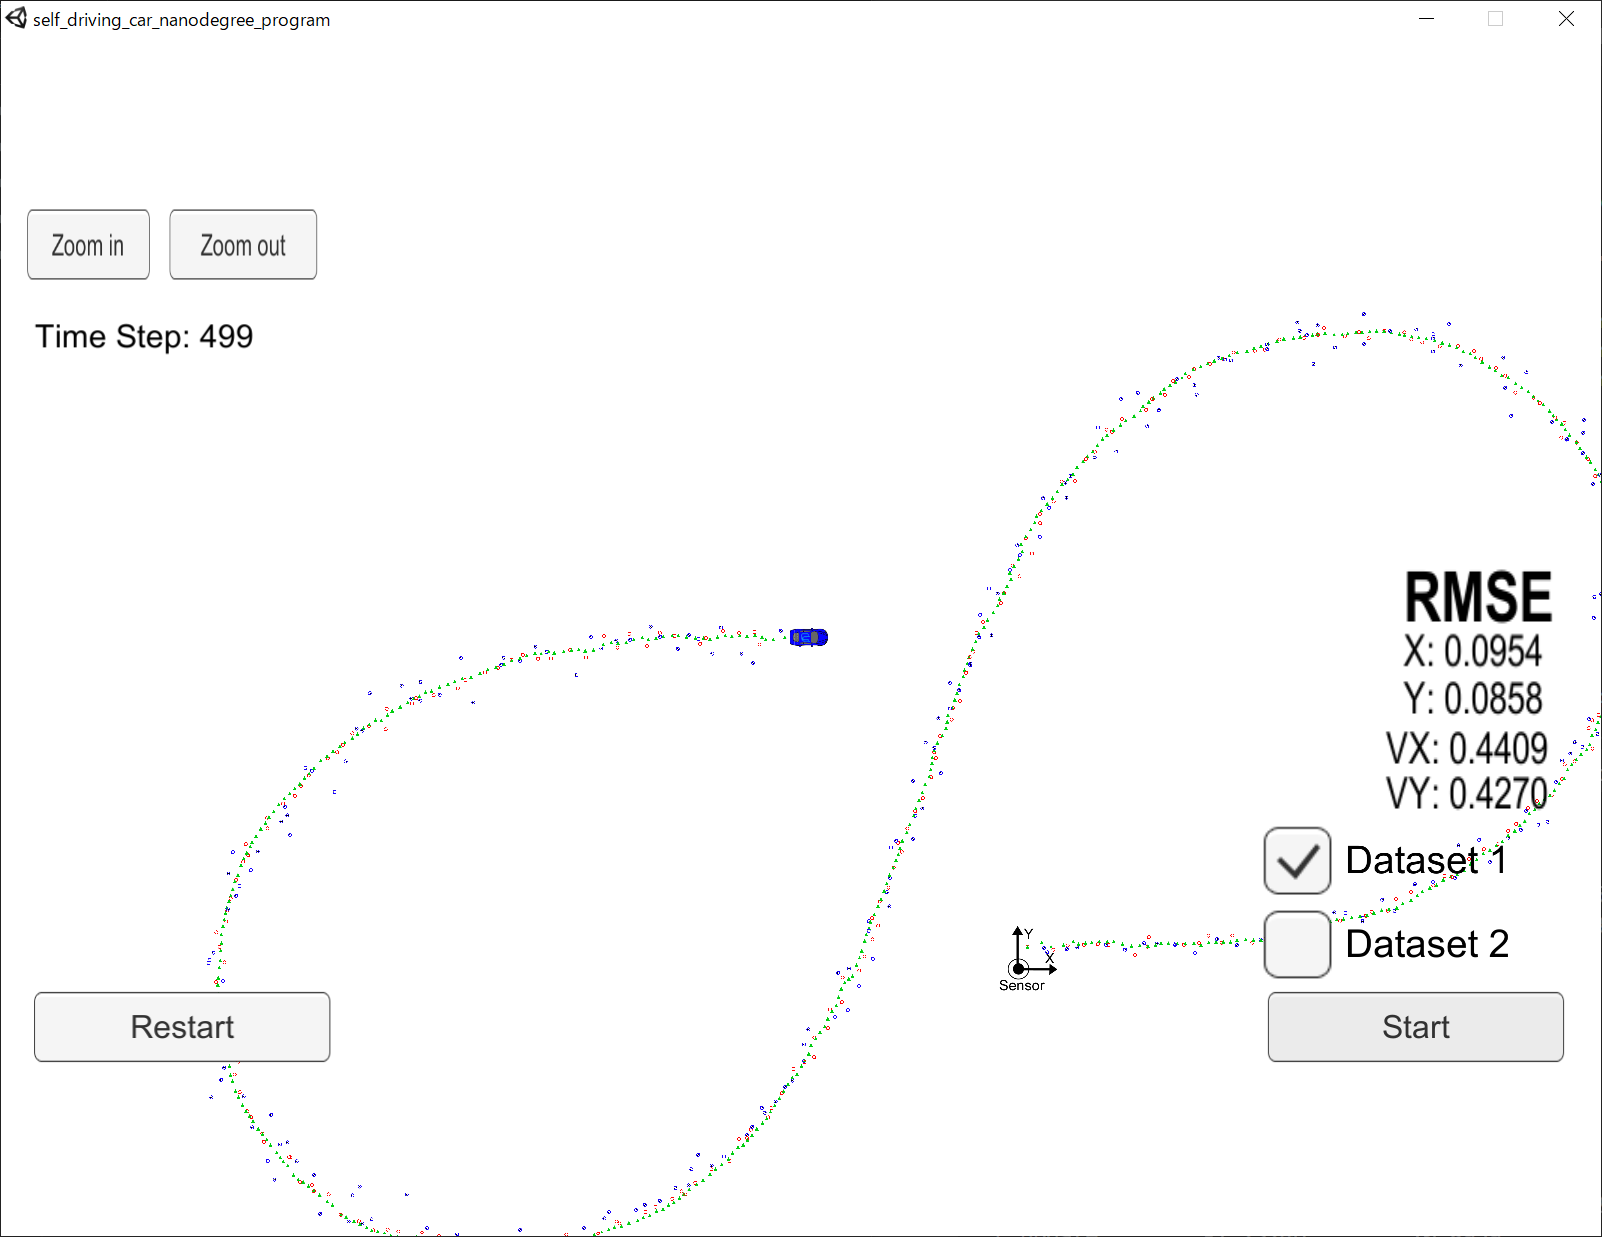 self_driving_car_nanodegree_program
Zoom in
Zoom out
Time Step: 499
RMSE
X: 0.0954
Y: 0.0858
VX: 0.4409
VY: 0.4270
Dataset 1
Dataset 2
Y
X
Sensor
Restart
Start